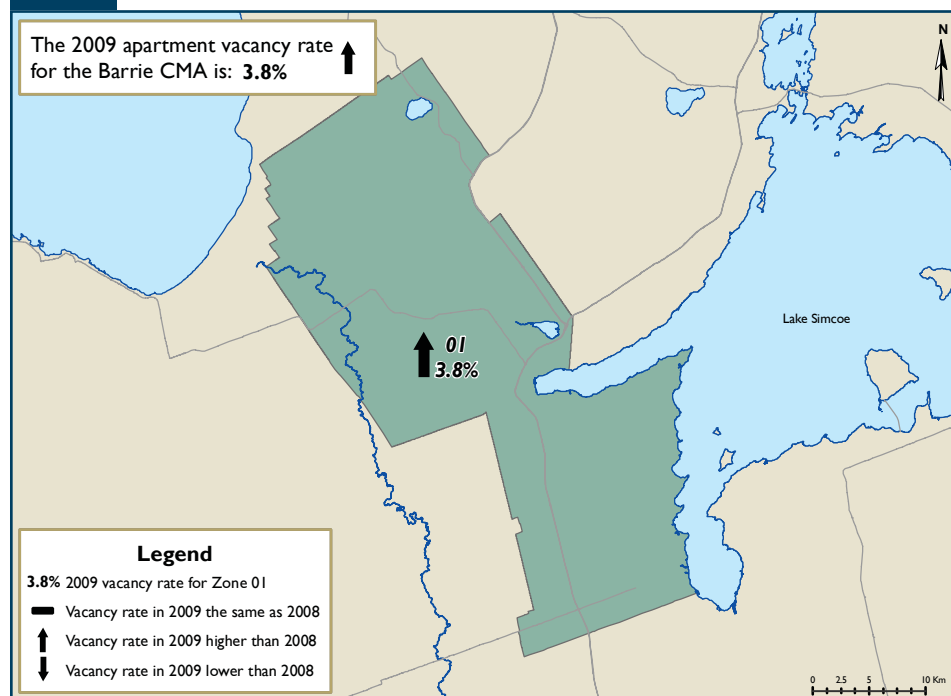 The 2009 apartment vacancy rate
for the Barrie CMA is: 3.8%
N
Lake Simcoe
01
3.8%
Legend
3.8% 2009 vacancy rate for Zone 01
Vacancy rate in 2009 the same as 2008
Vacancy rate in 2009 higher than 2008
Vacancy rate in 2009 lower than 2008
0 2.5 5 10 Km